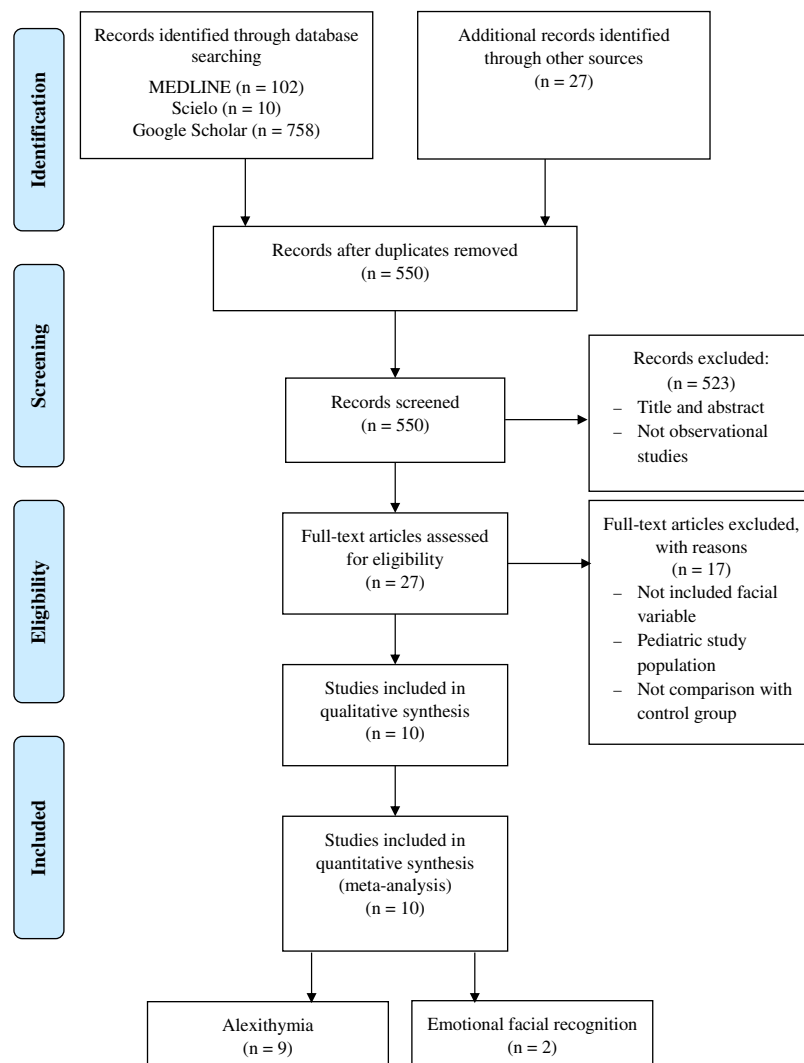 Identification
Records identified through database
searching
MEDLINE (n = 102)
Scielo (n = 10)
Google Scholar (n = 758)
Additional records identified
through other sources
(n = 27)
Records after duplicates removed
(n = 550)
Screening
Records screened
(n = 550)
Records excluded:
(n = 523)
– Title and abstract
– Not observational
studies
Eligibility
Full-text articles assessed
for eligibility
(n = 27)
Full-text articles excluded,
with reasons
(n = 17)
– Not included facial
variable
– Pediatric study
population
– Not comparison with
control group
Studies included in
qualitative synthesis
(n = 10)
Included
Studies included in
quantitative synthesis
(meta-analysis)
(n = 10)
Alexithymia
(n = 9)
Emotional facial recognition
(n = 2)